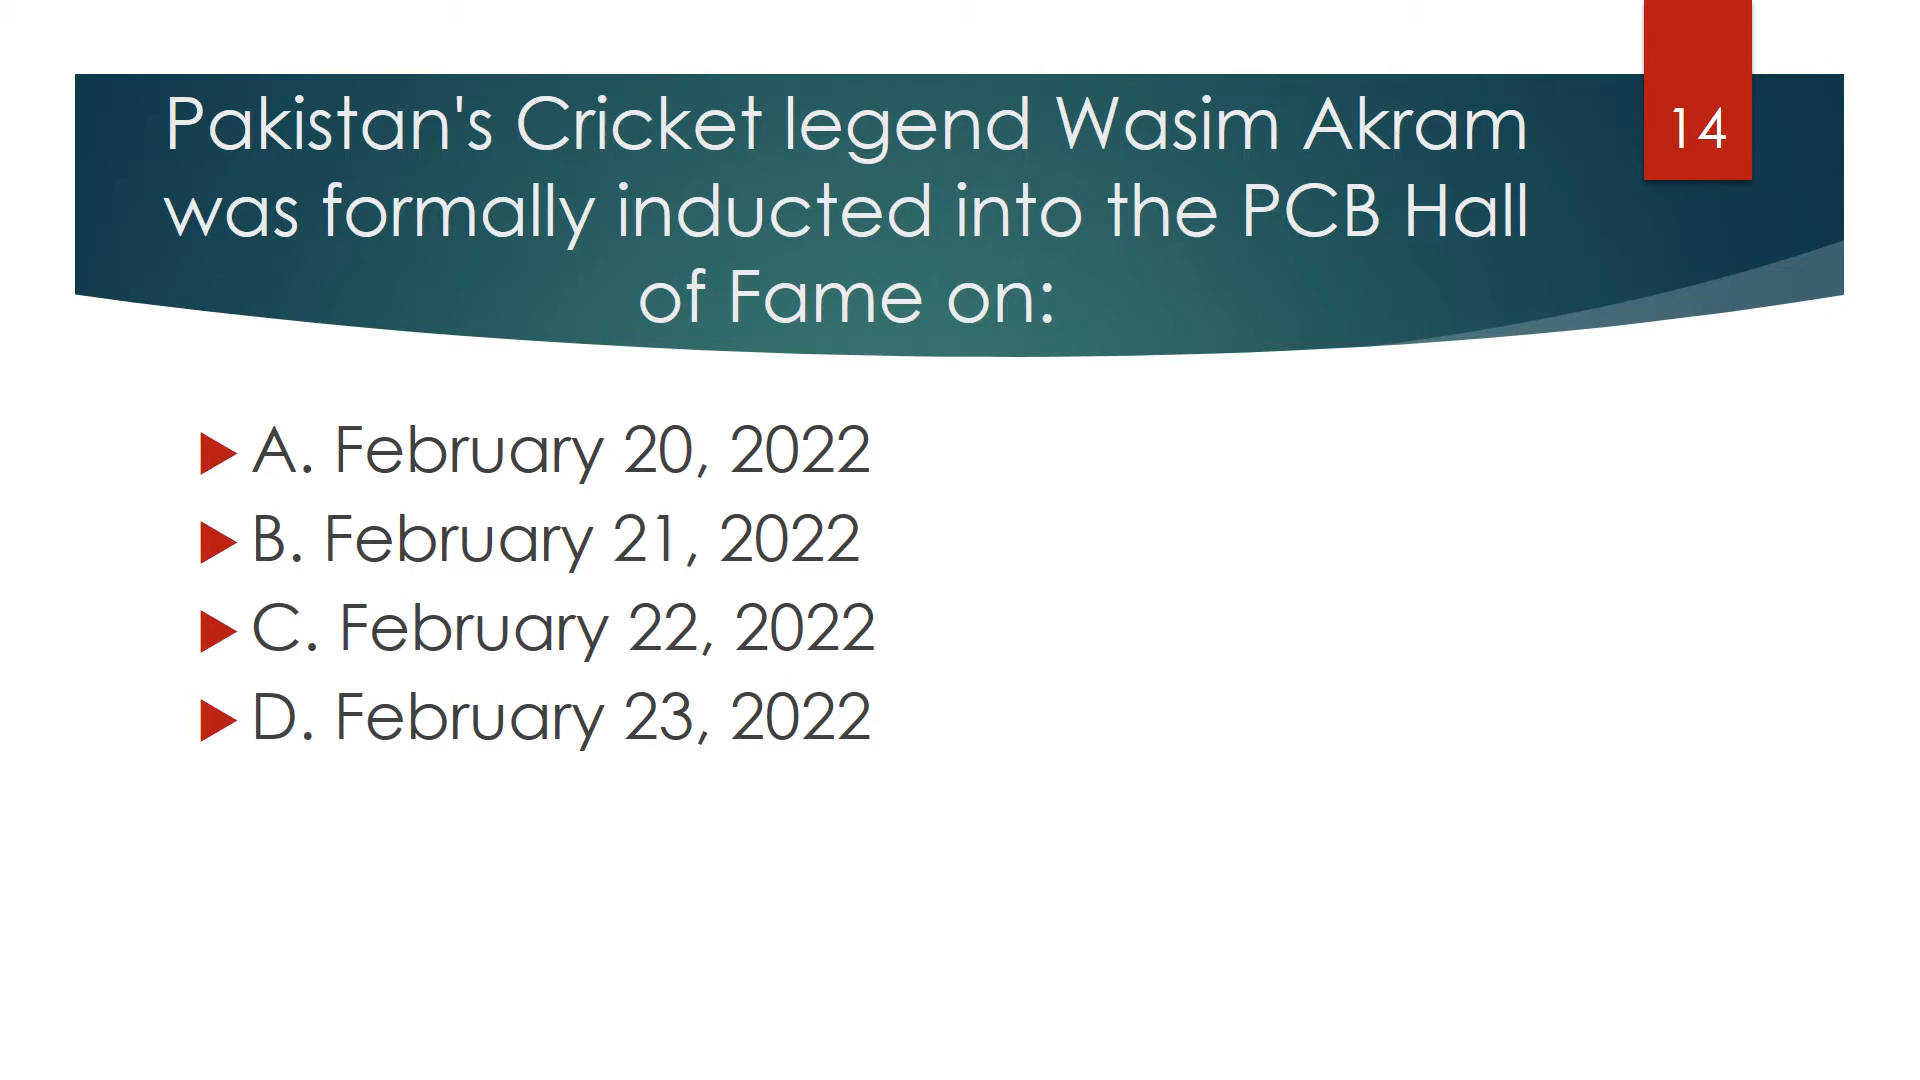 14
Pakistan's Cricket legend Wasim Akram
was formally inducted into the PCB Hall
of Fame on:
A. February 20, 2022
B. February 21, 2022
C. February 22, 2022
D. February 23, 2022